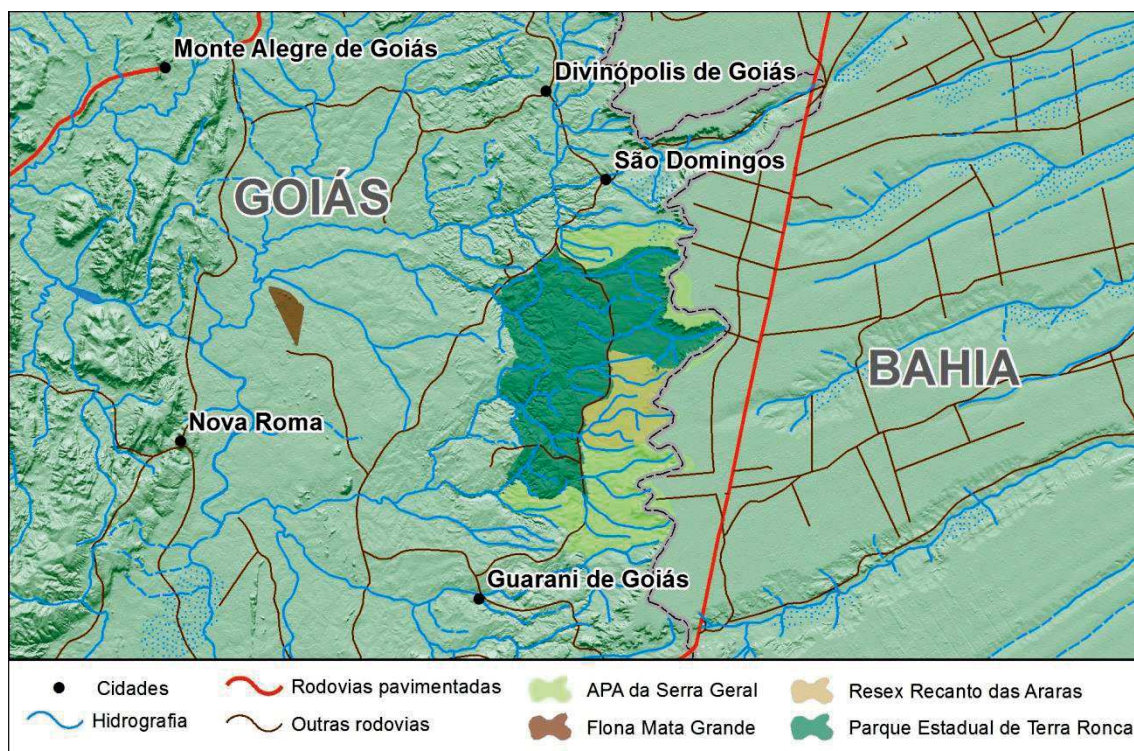 Monte Alegre de Goiás
Divinópolis de Goiás
São Domingos
GOIÁS
BAHIA
Nova Roma
Guarani de Goiás
Cidades
Rodovias pavimentadas
APA da Serra Geral
Resex Recanto das Araras
Hidrografia
Outras rodovias
Flona Mata Grande
Parque Estadual de Terra Ronca